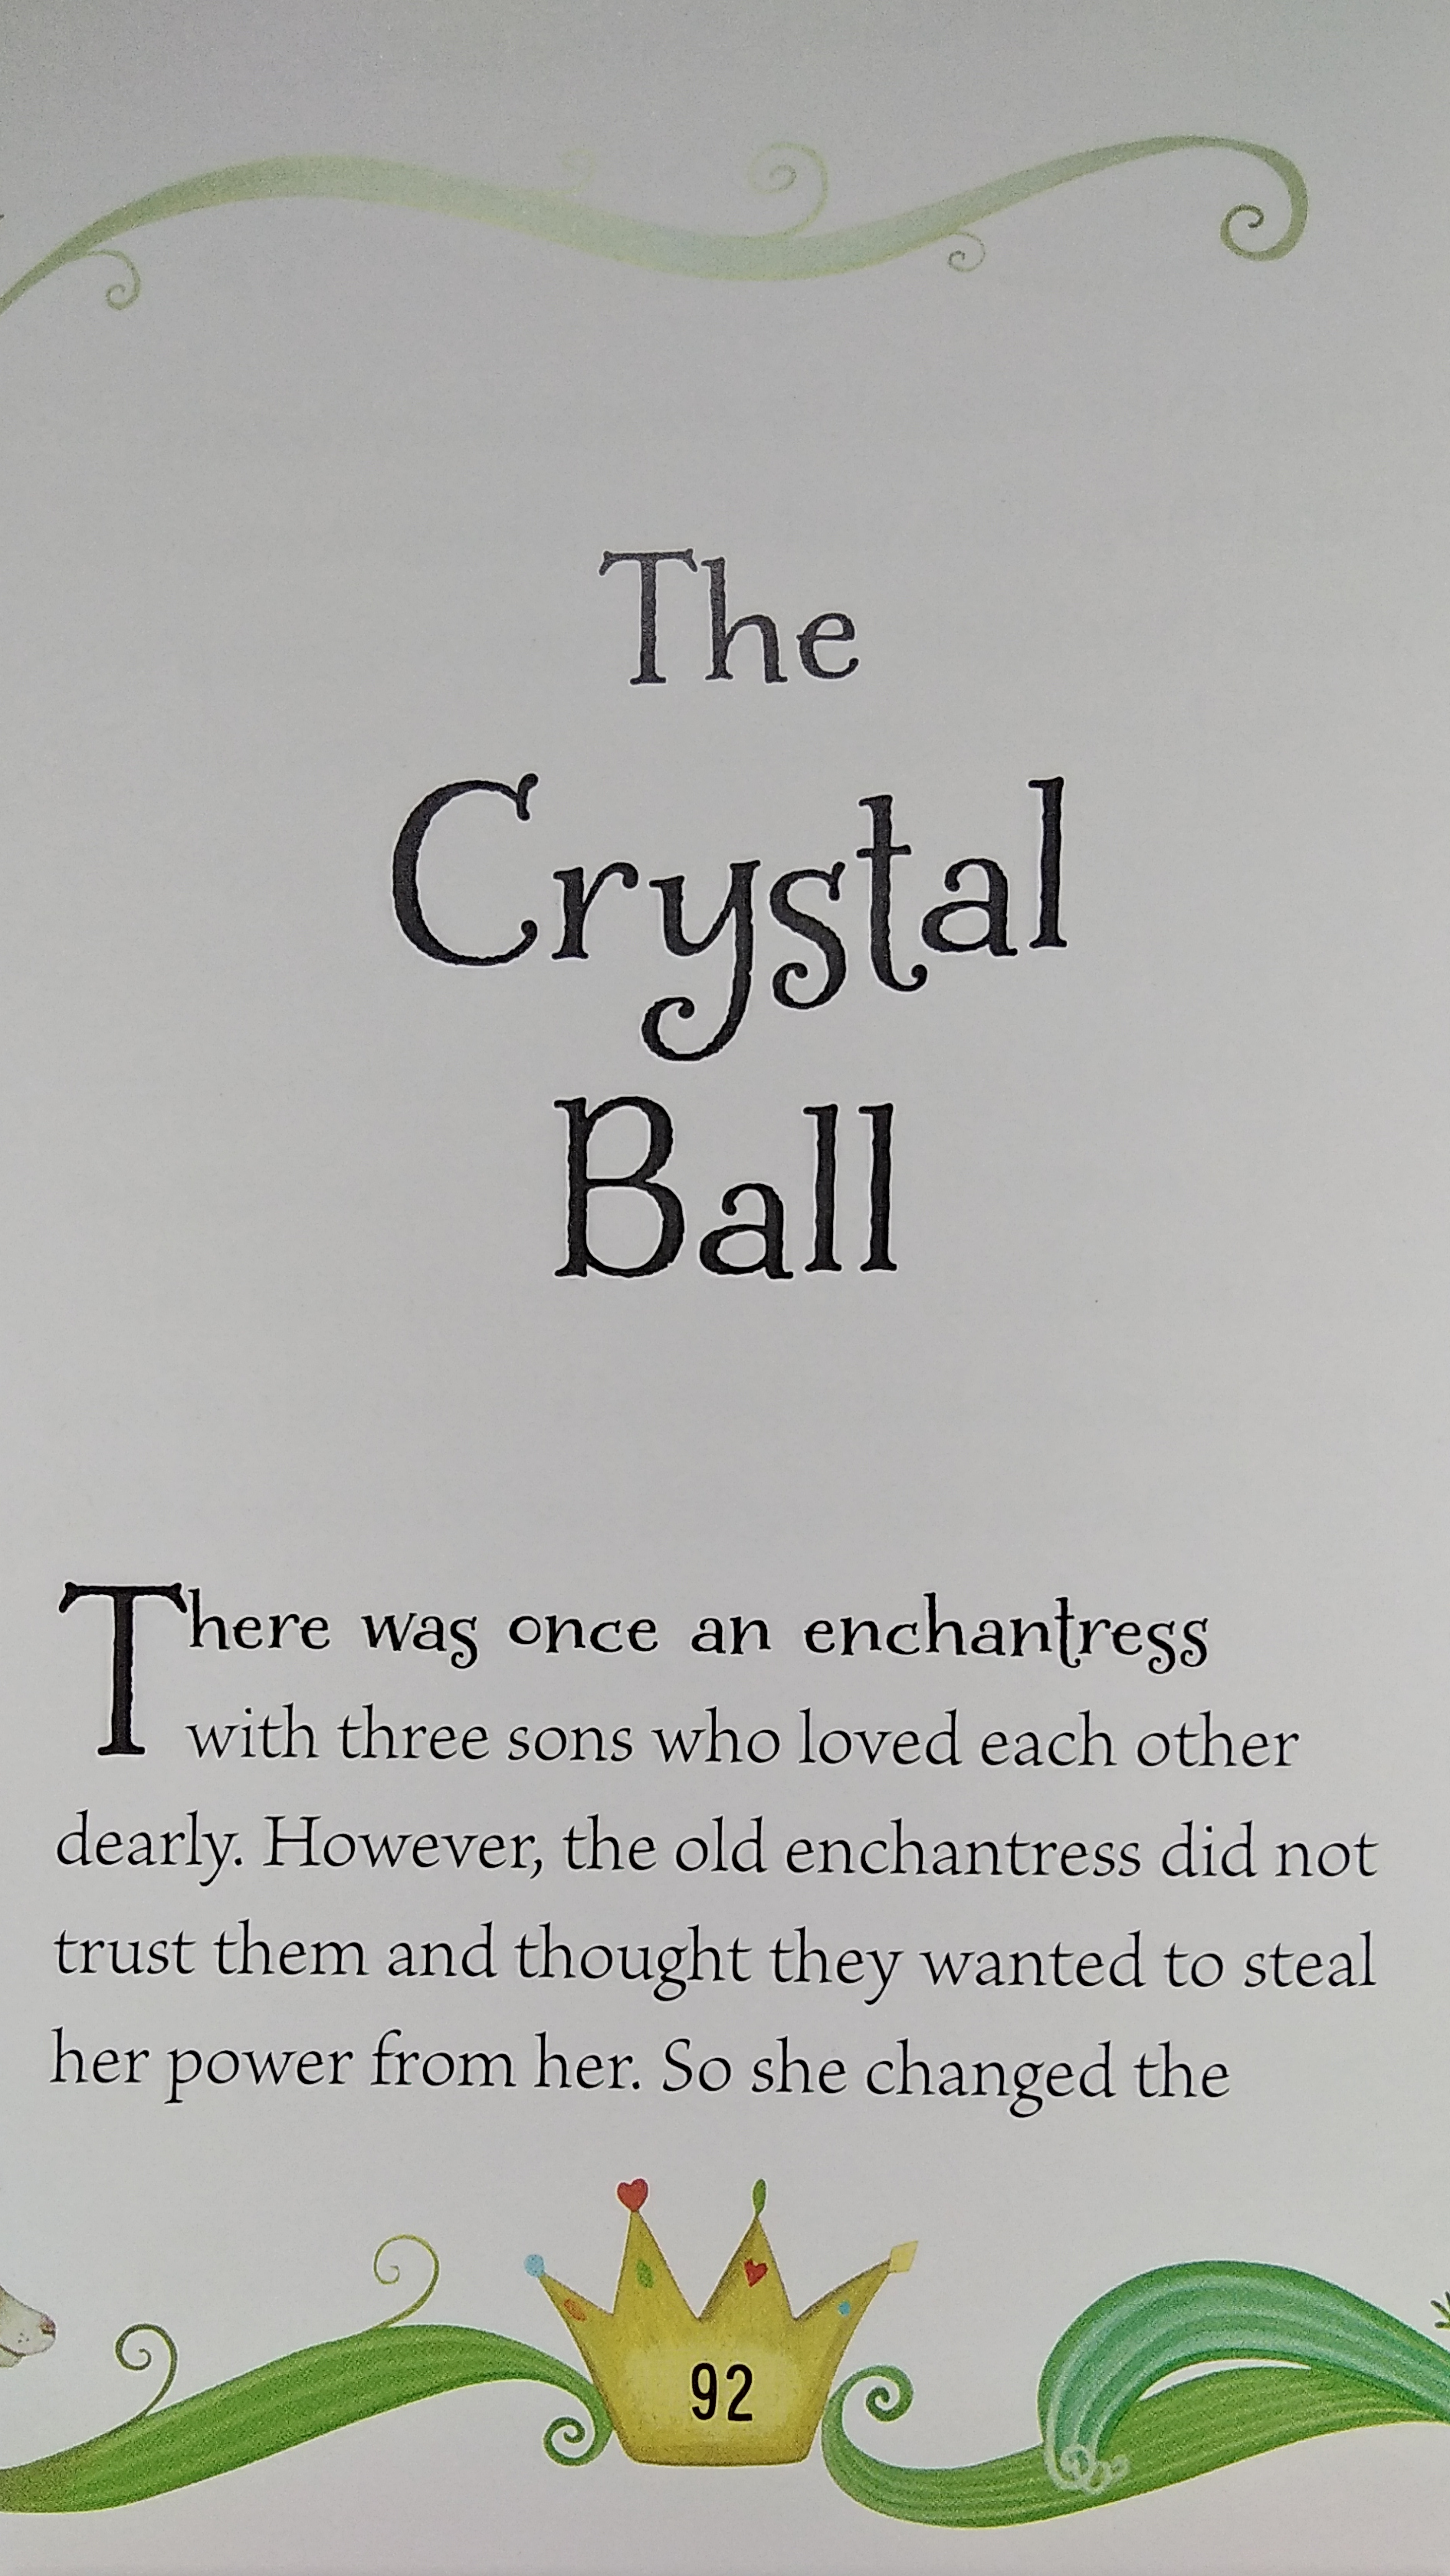 The
Crystal
Ball
There was once an enchantress
with three sons who loved each other
dearly. However, the old enchantress did not
trust them and thought they wanted to steal
her power from her. So she changed the
92